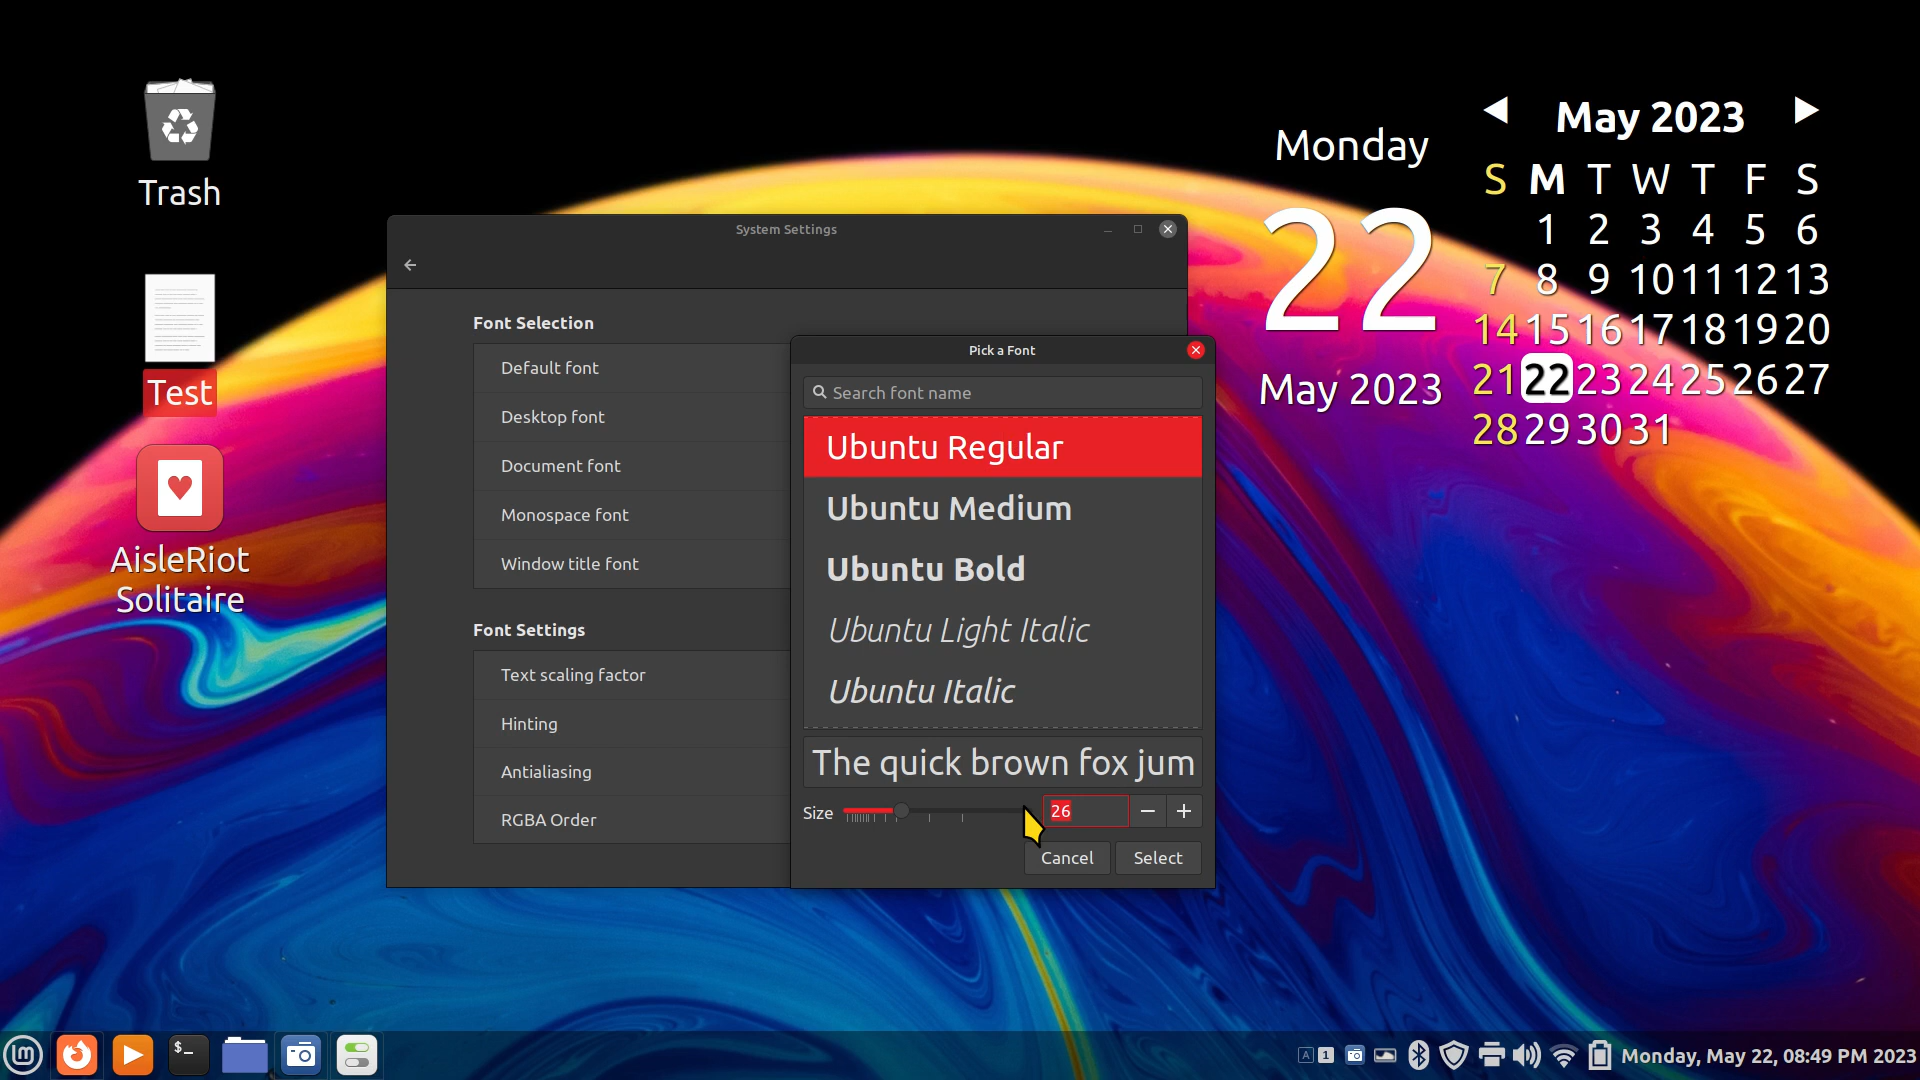 Trash
Test
AisleRiot
Solitaire
System Settings
Font Selection
Default font
Desktop font
Document font
Monospace font
Window title font
Font Settings
Text scaling factor
Hinting
Antialiasing
RGBA Order
Pick a Font
Search font name
Ubuntu Regular
Ubuntu Medium
Ubuntu Bold
Ubuntu Light Italic
Ubuntu Italic
The quick brown fox jum
Size 26
Cancel Select
Monday
22
May 2023
May 2023
S M T W T F S
1 2 3 4 5 6
7 8 9 10 11 12 13
14 15 16 17 18 19 20
21 22 23 24 25 26 27
28 29 30 31
$_
A 1
Monday, May 22, 08:49 PM 2023